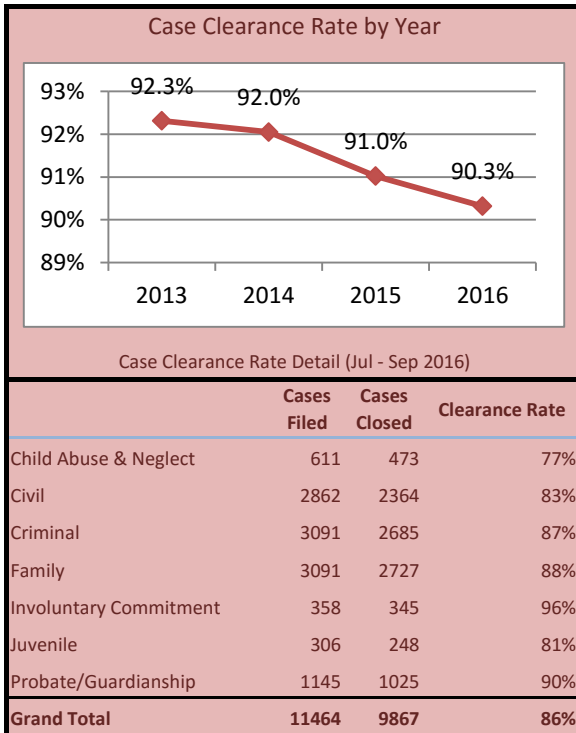 Case Clearance Rate by Year
93%
92%
91%
90%
89%
92.3%
92.0%
91.0%
90.3%
2013 2014 2015 2016
Case Clearance Rate Detail (Jul - Sep 2016)
Cases Filed Cases Closed Clearance Rate
Child Abuse & Neglect 611 473 77%
Civil 2862 2364 83%
Criminal 3091 2685 87%
Family 3091 2727 88%
Involuntary Commitment 358 345 96%
Juvenile 306 248 81%
Probate/Guardianship 1145 1025 90%
Grand Total 11464 9867 86%